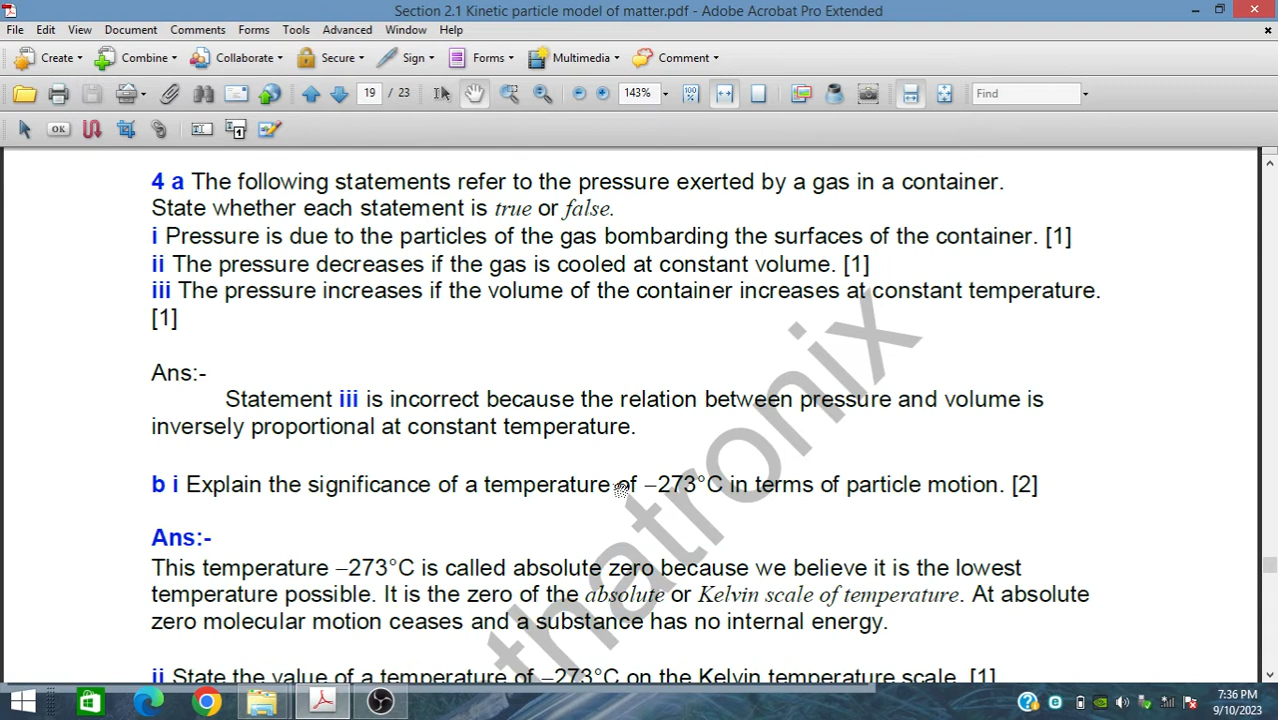 Section 2.1 Kinetic particle model of matter.pdf - Adobe Acrobat Pro Extended
File Edit View Document Comments Forms Tools Advanced Window Help
Create Combine Collaborate Secure Sign Forms Multimedia Comment
19 / 23 143% Find
OK
4 a The following statements refer to the pressure exerted by a gas in a container.
State whether each statement is true or false.
i Pressure is due to the particles of the gas bombarding the surfaces of the container. [1]
ii The pressure decreases if the gas is cooled at constant volume. [1]
iii The pressure increases if the volume of the container increases at constant temperature.
[1]
Ans:-
Statement iii is incorrect because the relation between pressure and volume is
inversely proportional at constant temperature.
b i Explain the significance of a temperature of −273°C in terms of particle motion. [2]
Ans:-
This temperature −273°C is called absolute zero because we believe it is the lowest
temperature possible. It is the zero of the absolute or Kelvin scale of temperature. At absolute
zero molecular motion ceases and a substance has no internal energy.
ii State the value of a temperature of −273°C on the Kelvin temperature scale. [1]
thatronix
7:36 PM
9/10/2023